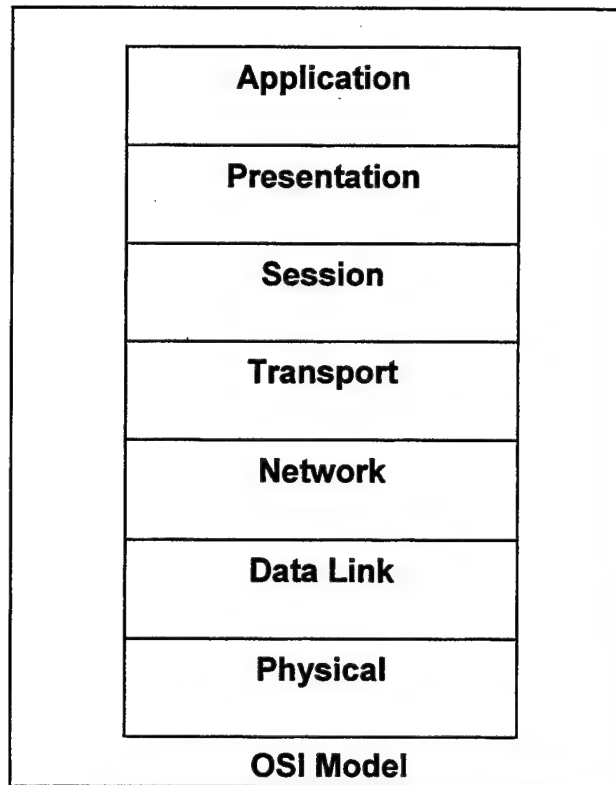 Application
Presentation
Session
Transport
Network
Data Link
Physical
OSI Model